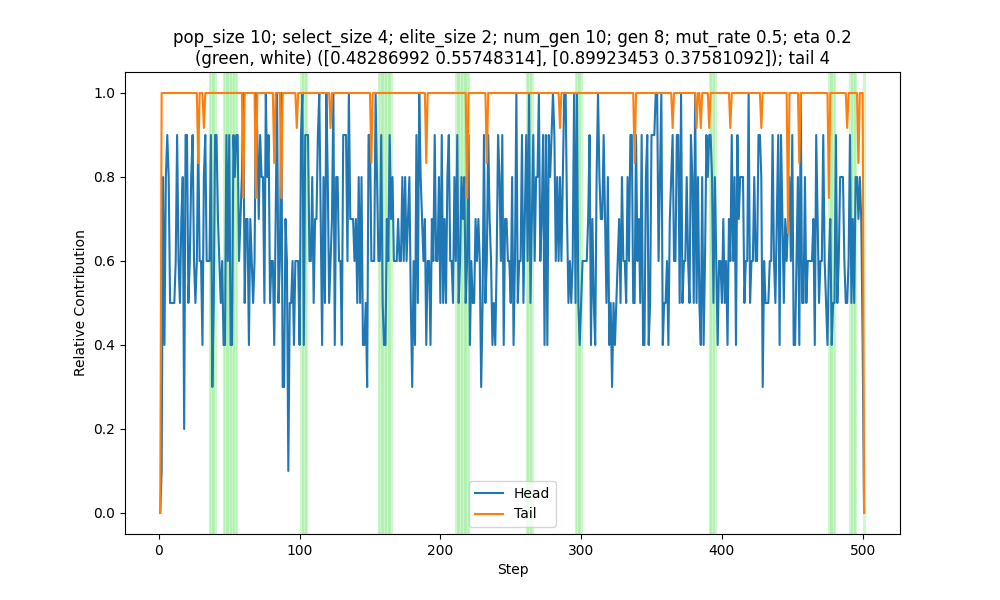 pop_size 10; select_size 4; elite_size 2; num_gen 10; gen 8; mut_rate 0.5; eta 0.2
(green, white) ([0.48286992 0.55748314], [0.89923453 0.37581092]); tail 4
Relative Contribution
1.0
0.8
0.6
0.4
0.2
0.0
Head
Tail
0
100
200
300
400
500
Step